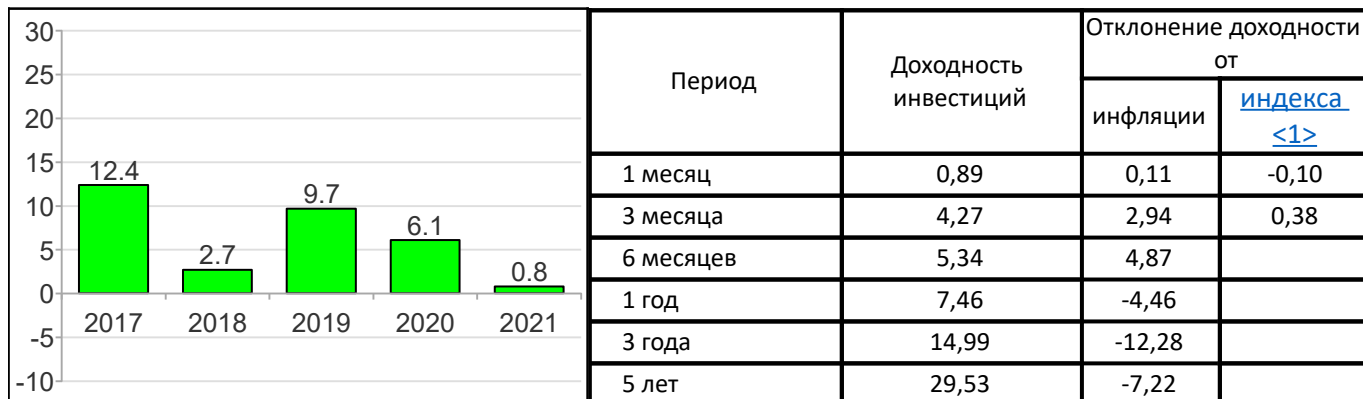 30
25
20
15
10
5
0
-5
-10
12.4
2.7
9.7
6.1
0.8
2017 2018 2019 2020 2021
Период
Доходность
инвестиций
Отклонение доходности
от
инфляции
индекса
<1>
1 месяц 0,89 0,11 -0,10
3 месяца 4,27 2,94 0,38
6 месяцев 5,34 4,87
1 год 7,46 -4,46
3 года 14,99 -12,28
5 лет 29,53 -7,22